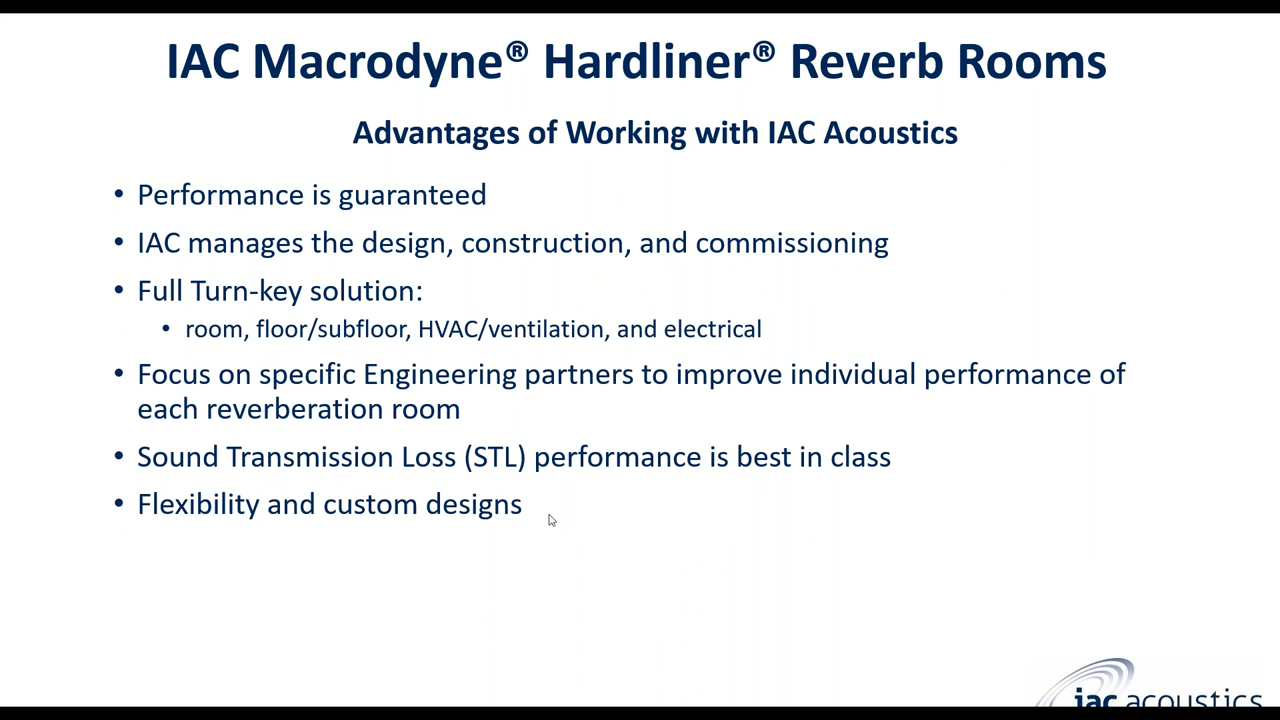 IAC Macrodyne® Hardliner® Reverb Rooms
Advantages of Working with IAC Acoustics
• Performance is guaranteed
• IAC manages the design, construction, and commissioning
• Full Turn-key solution:
• room, floor/subfloor, HVAC/ventilation, and electrical
• Focus on specific Engineering partners to improve individual performance of
each reverberation room
• Sound Transmission Loss (STL) performance is best in class
• Flexibility and custom designs
iac acoustics